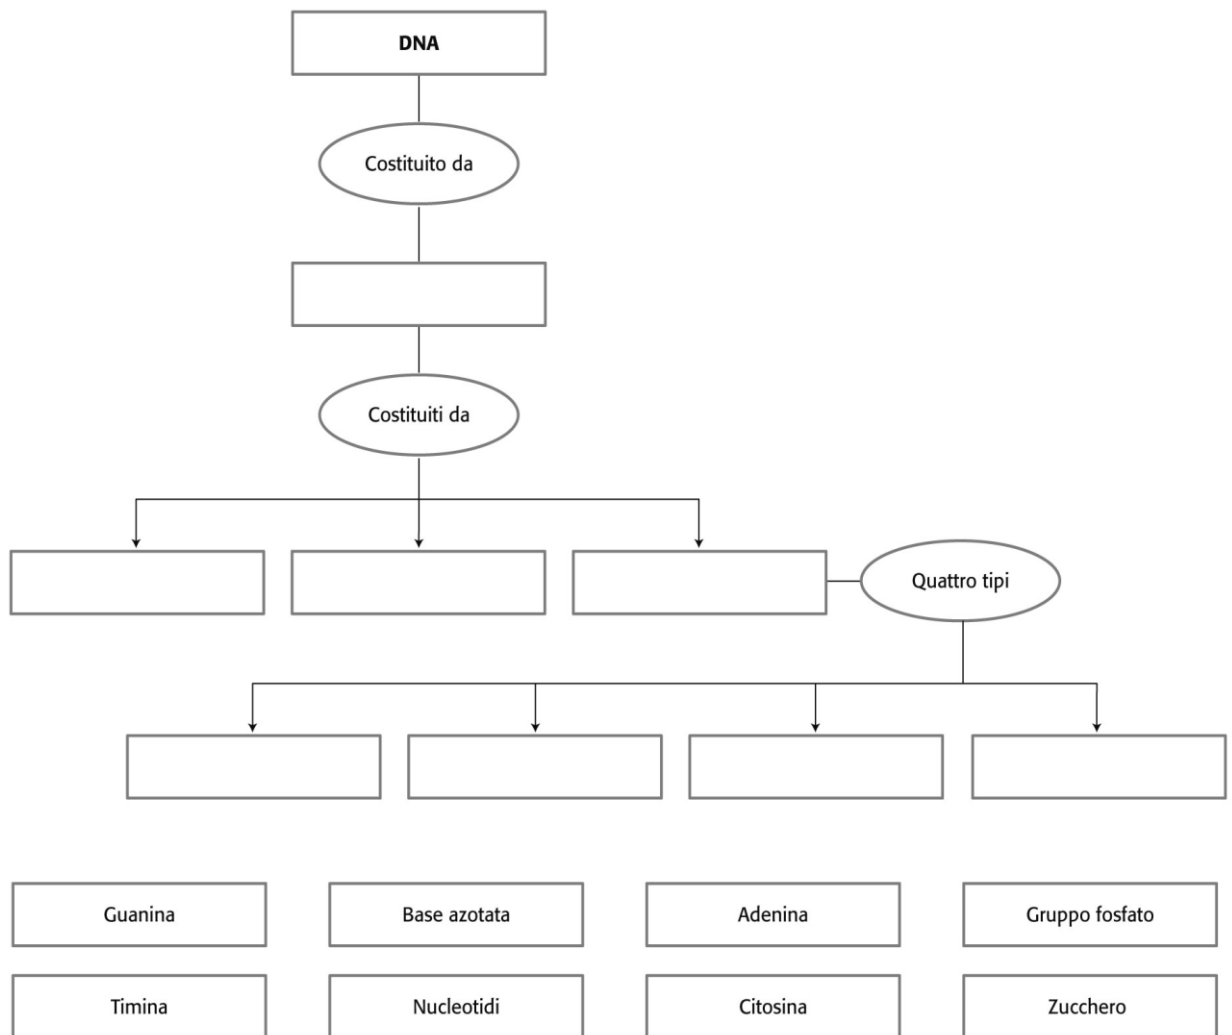 DNA
Costituito da
Costituiti da
Quattro tipi
Guanina
Base azotata
Adenina
Gruppo fosfato
Timina
Nucleotidi
Citosina
Zucchero